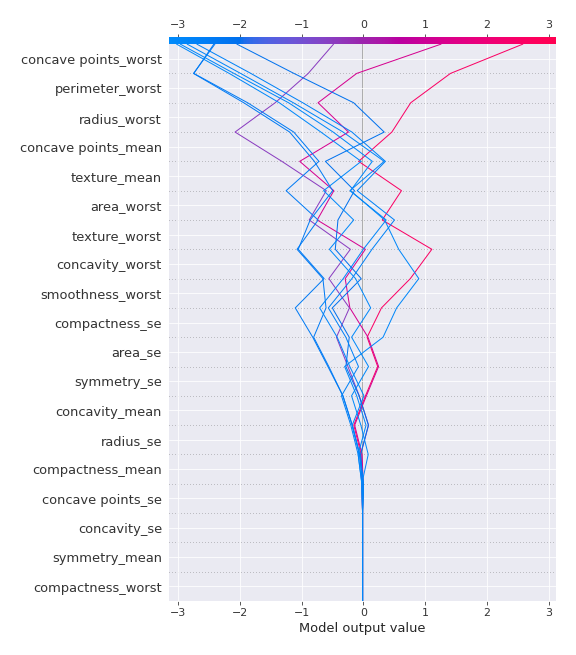 −3 −2 −1 0 1 2 3
concave points_worst
perimeter_worst
radius_worst
concave points_mean
texture_mean
area_worst
texture_worst
concavity_worst
smoothness_worst
compactness_se
area_se
symmetry_se
concavity_mean
radius_se
compactness_mean
concave points_se
concavity_se
symmetry_mean
compactness_worst
−3 −2 −1 0 1 2 3
Model output value